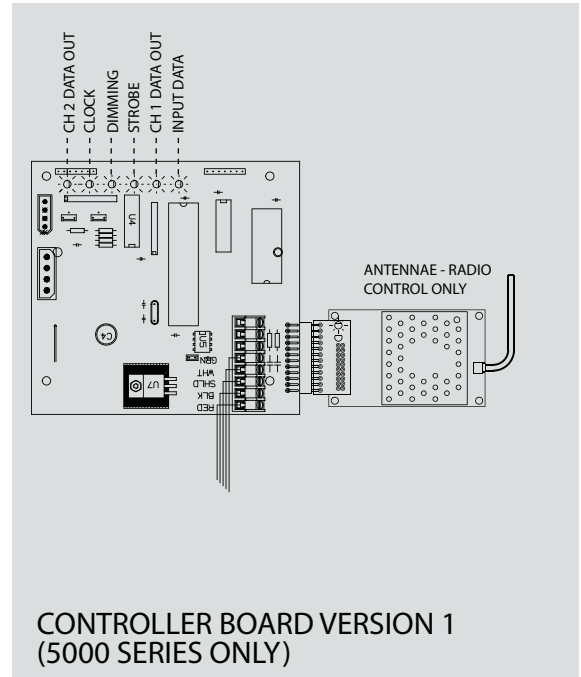 CH 2 DATA OUT
CLOCK
DIMMING
STROBE
CH 1 DATA OUT
INPUT DATA
U4
ANTENNAE - RADIO
CONTROL ONLY
C4
U5
GRN
WHT
SHLD
BLK
RED
U7
CONTROLLER BOARD VERSION 1
(5000 SERIES ONLY)